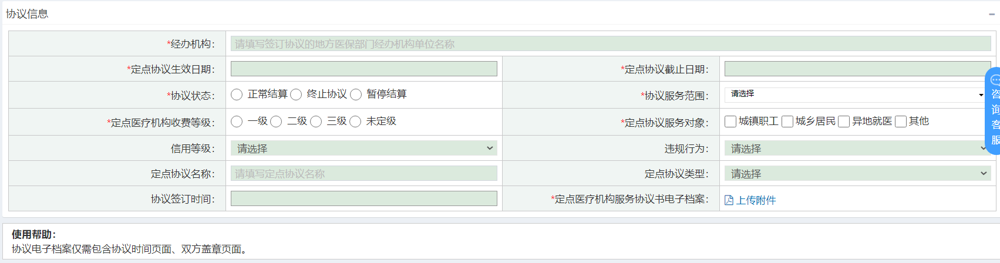 协议信息
*经办机构： 请填写签订协议的地方医保部门经办机构单位名称
*定点协议生效日期： *定点协议截止日期：
*协议状态： 正常结算 终止协议 暂停结算 *协议服务范围： 请选择
*定点医疗机构收费等级： 一级 二级 三级 未定级 *定点协议服务对象： 城镇职工 城乡居民 异地就医 其他
信用等级： 请选择 违规行为： 请选择
定点协议名称： 请填写定点协议名称 定点协议类型： 请选择
协议签订时间： *定点医疗机构服务协议书电子档案： 上传附件
咨询客服
使用帮助：
协议电子档案仅需包含协议时间页面、双方盖章页面。